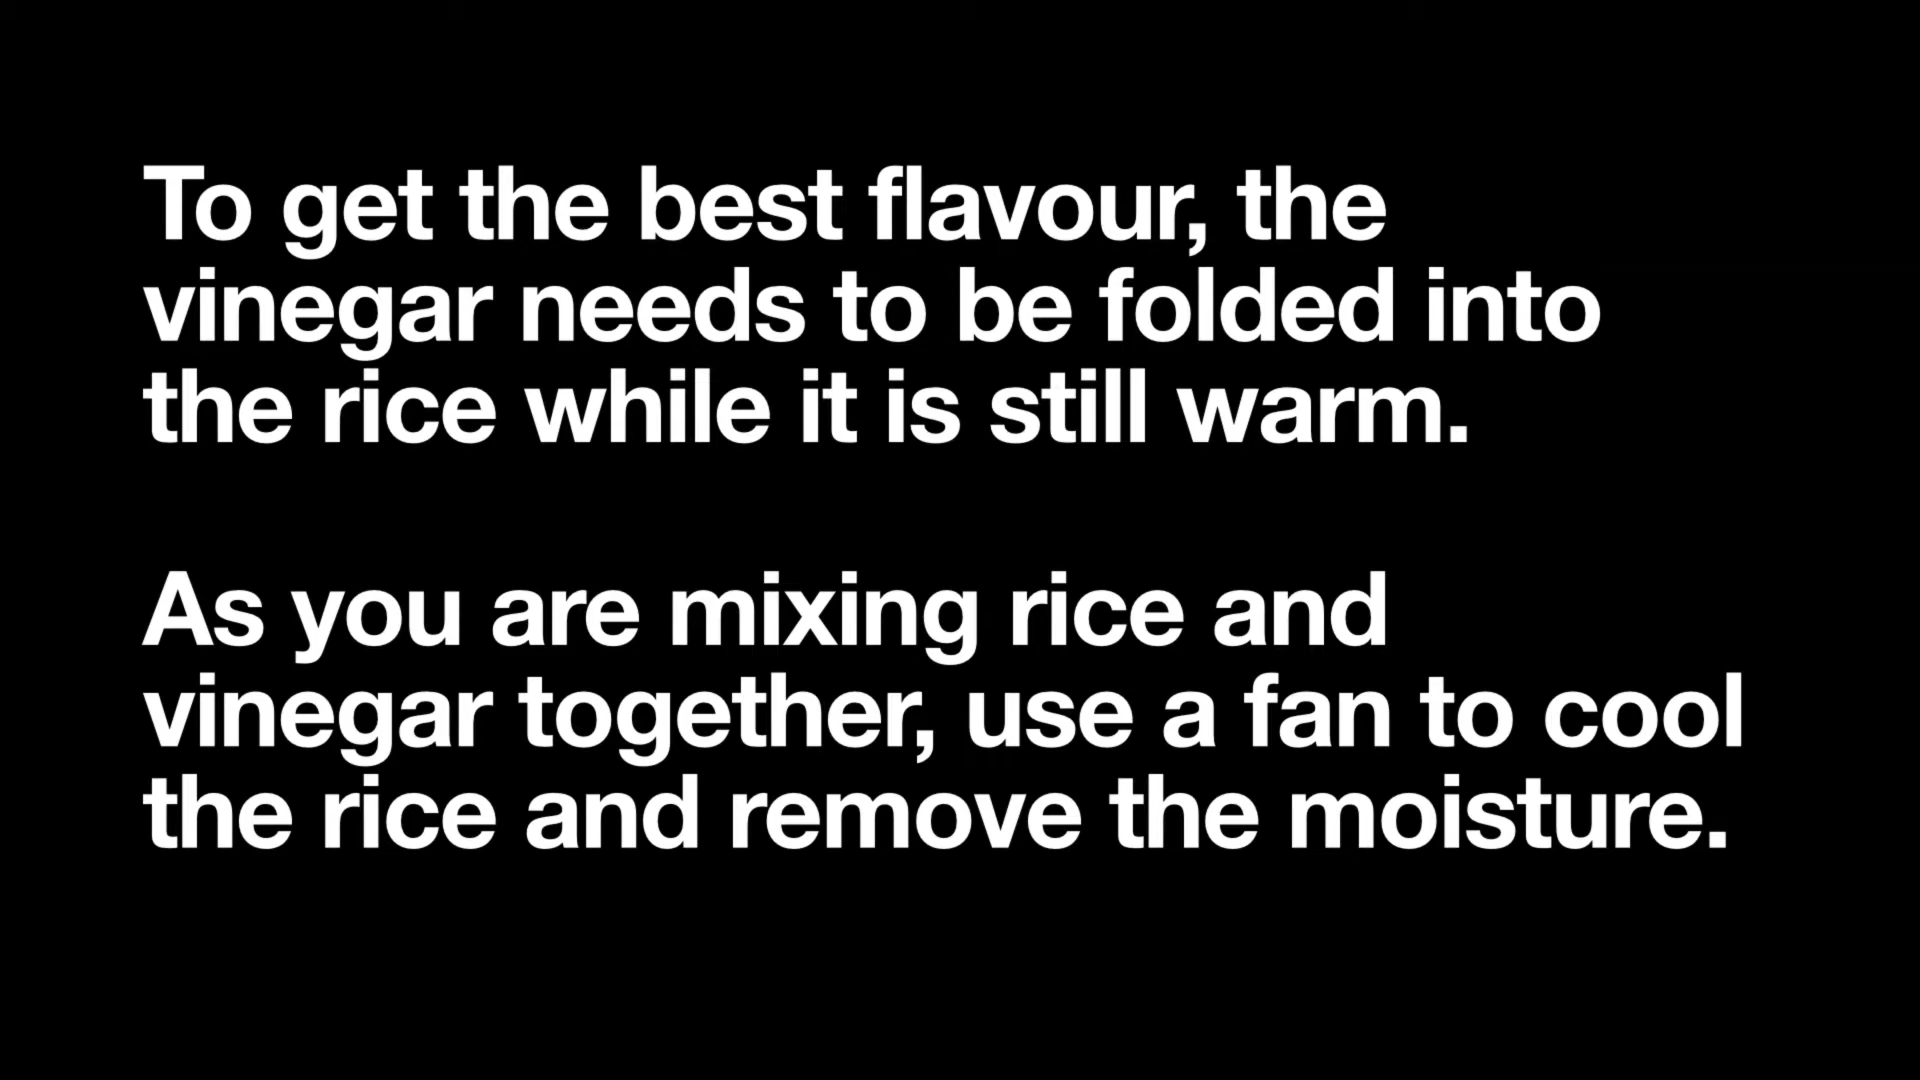 To get the best flavour, the
vinegar needs to be folded into
the rice while it is still warm.
As you are mixing rice and
vinegar together, use a fan to cool
the rice and remove the moisture.